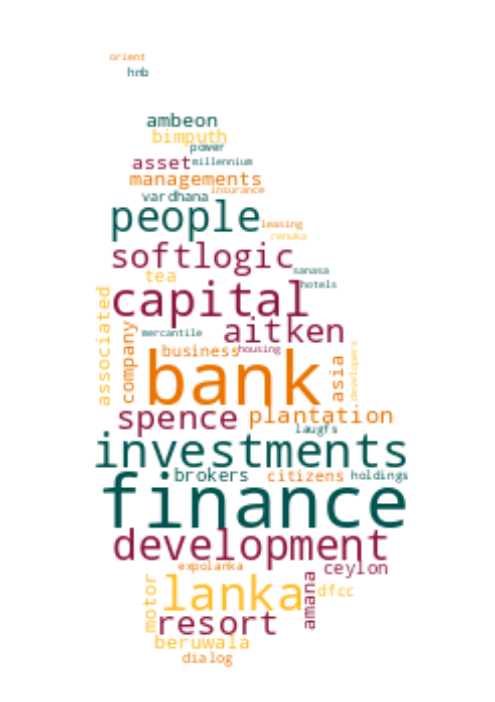 orient
hnb
ambeon
bimputh
power
asset millennium
managements
insurance
vardhana
people
leasing
renuka
softlogic
sanasa
tea
hotels
associated
capital
company
mercantile
aitken
business housing
asia
developers
bank
spence plantation
laugfs
investments
brokers citizens holdings
finance
development
expolanka
ceylon
motor
lanka
amana
dfcc
resort
beruwala
dialog